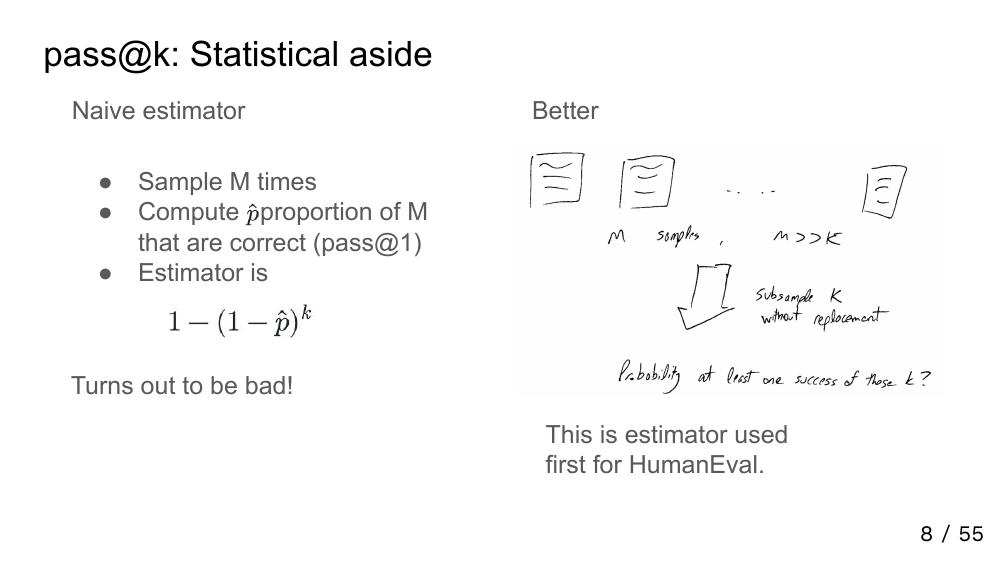 pass@k: Statistical aside
Naive estimator
● Sample M times
● Compute p̂ proportion of M
that are correct (pass@1)
● Estimator is
1 − (1 − p̂)^k
Turns out to be bad!
Better
M samples, M >> K
Subsample K
without replacement
Probability at least one success of those k?
This is estimator used
first for HumanEval.
8 / 55